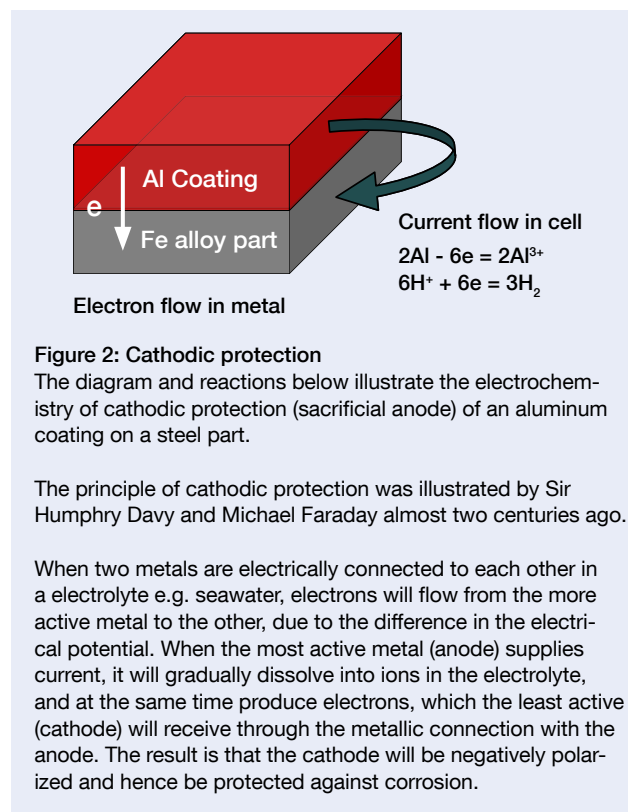 Al Coating
e
Fe alloy part
Electron flow in metal
Current flow in cell
2Al - 6e = 2Al³⁺
6H⁺ + 6e = 3H₂
Figure 2: Cathodic protection
The diagram and reactions below illustrate the electrochem-
istry of cathodic protection (sacrificial anode) of an aluminum
coating on a steel part.
The principle of cathodic protection was illustrated by Sir
Humphry Davy and Michael Faraday almost two centuries ago.
When two metals are electrically connected to each other in
a electrolyte e.g. seawater, electrons will flow from the more
active metal to the other, due to the difference in the electri-
cal potential. When the most active metal (anode) supplies
current, it will gradually dissolve into ions in the electrolyte,
and at the same time produce electrons, which the least active
(cathode) will receive through the metallic connection with the
anode. The result is that the cathode will be negatively polar-
ized and hence be protected against corrosion.